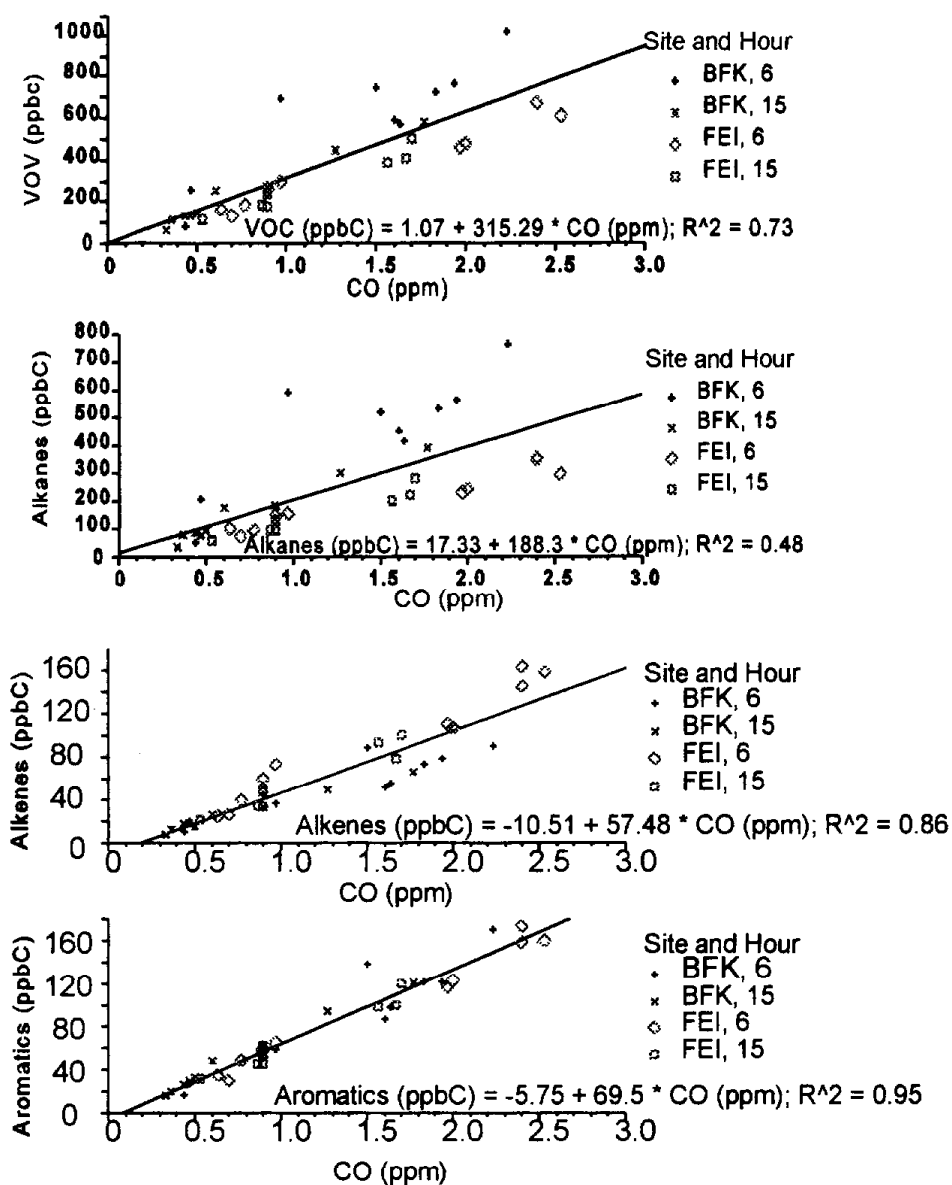 1000
800
600
400
200
0
VOV (ppbc)
0 0.5 1.0 1.5 2.0 2.5 3.0
CO (ppm)
VOC (ppbC) = 1.07 + 315.29 * CO (ppm); R^2 = 0.73
Site and Hour
BFK, 6
BFK, 15
FEI, 6
FEI, 15
800
700
600
500
400
300
200
100
0
Alkanes (ppbC)
0 0.5 1.0 1.5 2.0 2.5 3.0
CO (ppm)
Alkanes (ppbC) = 17.33 + 188.3 * CO (ppm); R^2 = 0.48
Site and Hour
BFK, 6
BFK, 15
FEI, 6
FEI, 15
160
120
80
40
0
Alkenes (ppbC)
0 0.5 1.0 1.5 2.0 2.5 3.0
CO (ppm)
Alkenes (ppbC) = -10.51 + 57.48 * CO (ppm); R^2 = 0.86
Site and Hour
BFK, 6
BFK, 15
FEI, 6
FEI, 15
160
120
80
40
0
Aromatics (ppbC)
0 0.5 1.0 1.5 2.0 2.5 3.0
CO (ppm)
Aromatics (ppbC) = -5.75 + 69.5 * CO (ppm); R^2 = 0.95
Site and Hour
BFK, 6
BFK, 15
FEI, 6
FEI, 15